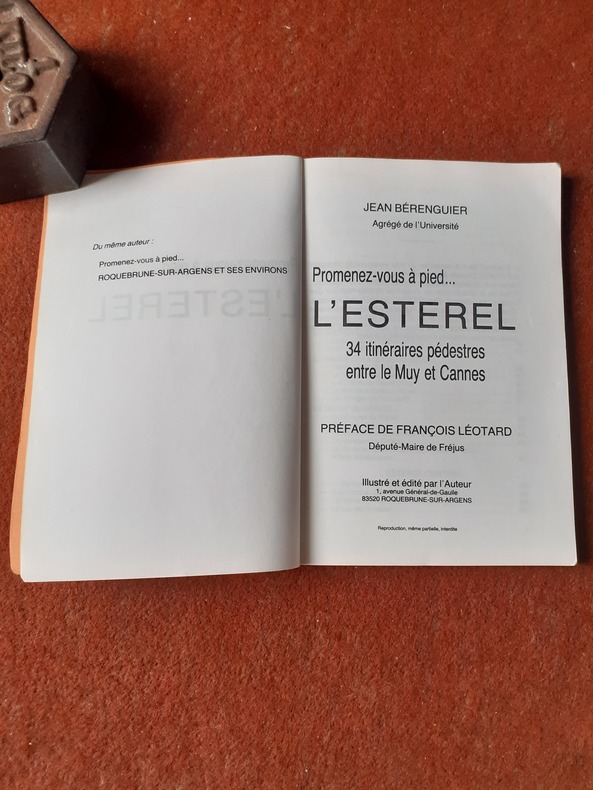 Du même auteur :
Promenez-vous à pied...
ROQUEBRUNE-SUR-ARGENS ET SES ENVIRONS
JEAN BÉRENGUIER
Agrégé de l'Université
Promenez-vous à pied...
L'ESTEREL
34 itinéraires pédestres
entre le Muy et Cannes
PRÉFACE DE FRANÇOIS LÉOTARD
Député-Maire de Fréjus
Illustré et édité par l'Auteur
1, avenue Général-de-Gaulle
83520 ROQUEBRUNE-SUR-ARGENS
Reproduction, même partielle, interdite